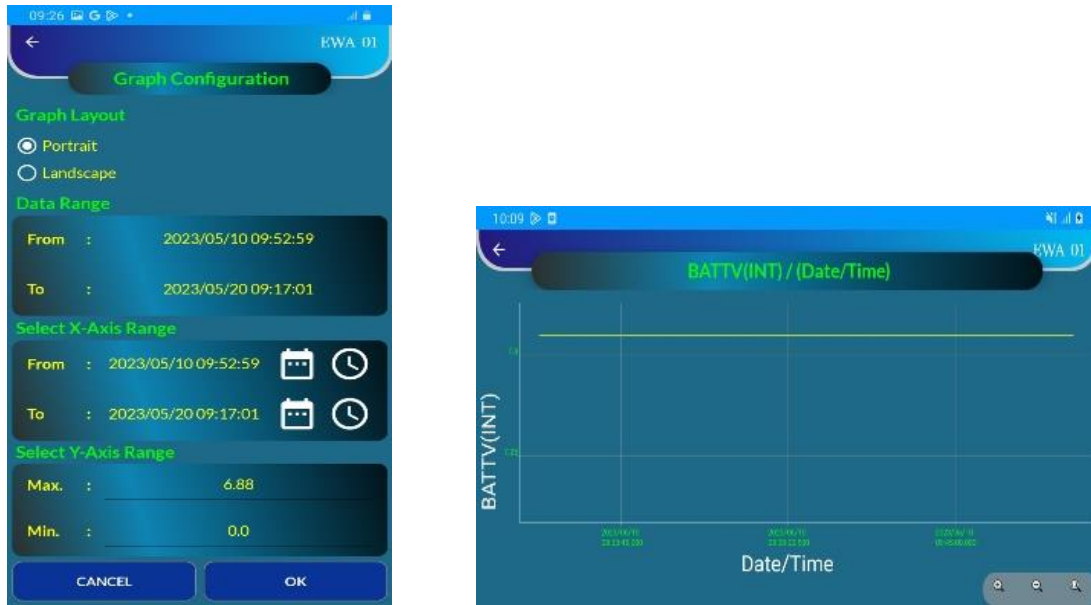 09:26
EWA 01
Graph Configuration
Graph Layout
Portrait
Landscape
Data Range
From : 2023/05/10 09:52:59
To : 2023/05/20 09:17:01
Select X-Axis Range
From : 2023/05/10 09:52:59
To : 2023/05/20 09:17:01
Select Y-Axis Range
Max. : 6.88
Min. : 0.0
CANCEL OK
10:09
EWA 01
BATTV(INT) / (Date/Time)
BATTV(INT)
Date/Time